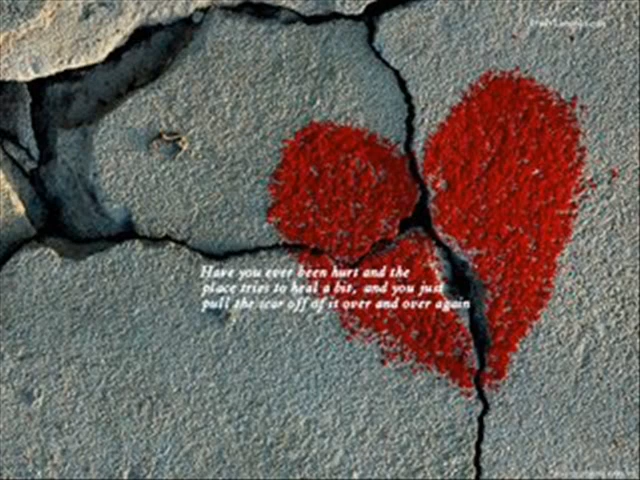 Have you ever been hurt and the
place tries to heal a bit, and you just
pull the scar off of it over and over again